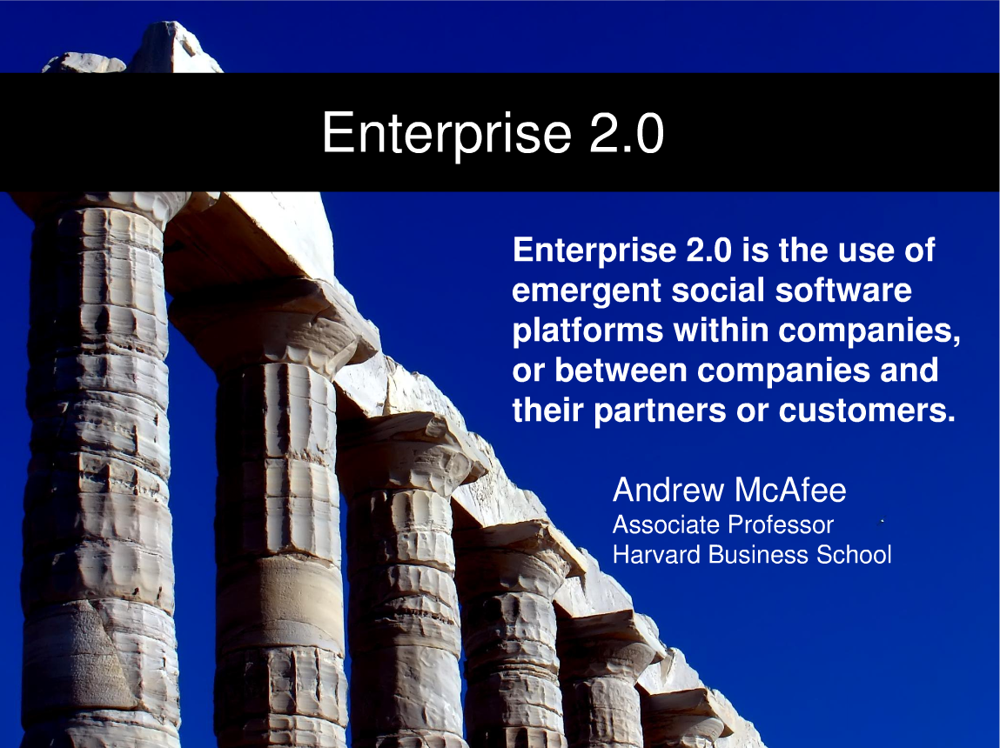 Enterprise 2.0
Enterprise 2.0 is the use of
emergent social software
platforms within companies,
or between companies and
their partners or customers.
Andrew McAfee
Associate Professor
Harvard Business School